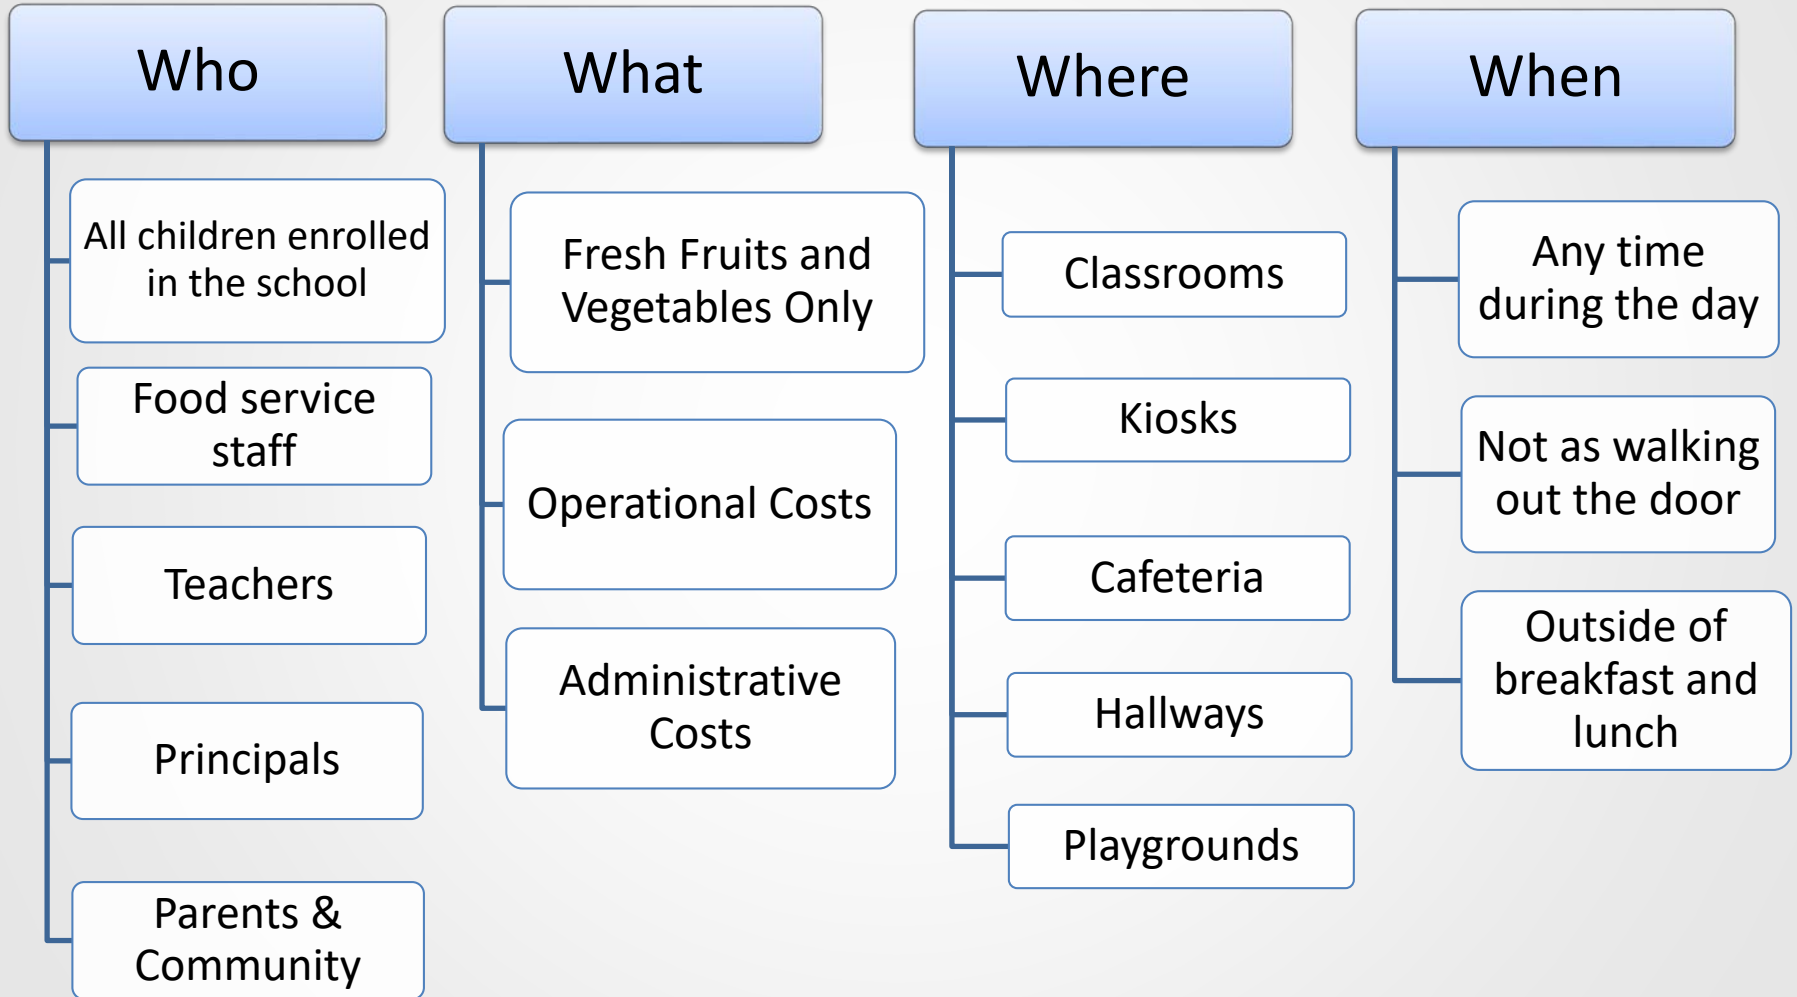 Who
All children enrolled
in the school
Food service
staff
Teachers
Principals
Parents &
Community
What
Fresh Fruits and
Vegetables Only
Operational Costs
Administrative
Costs
Where
Classrooms
Kiosks
Cafeteria
Hallways
Playgrounds
When
Any time
during the day
Not as walking
out the door
Outside of
breakfast and
lunch